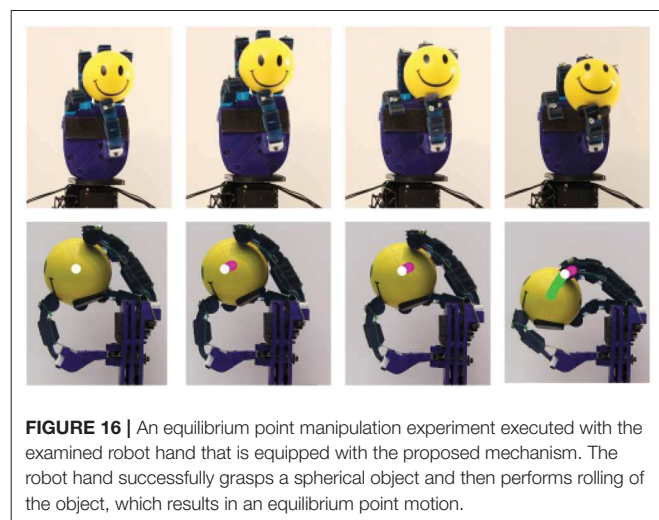 FIGURE 16 | An equilibrium point manipulation experiment executed with the
examined robot hand that is equipped with the proposed mechanism. The
robot hand successfully grasps a spherical object and then performs rolling of
the object, which results in an equilibrium point motion.